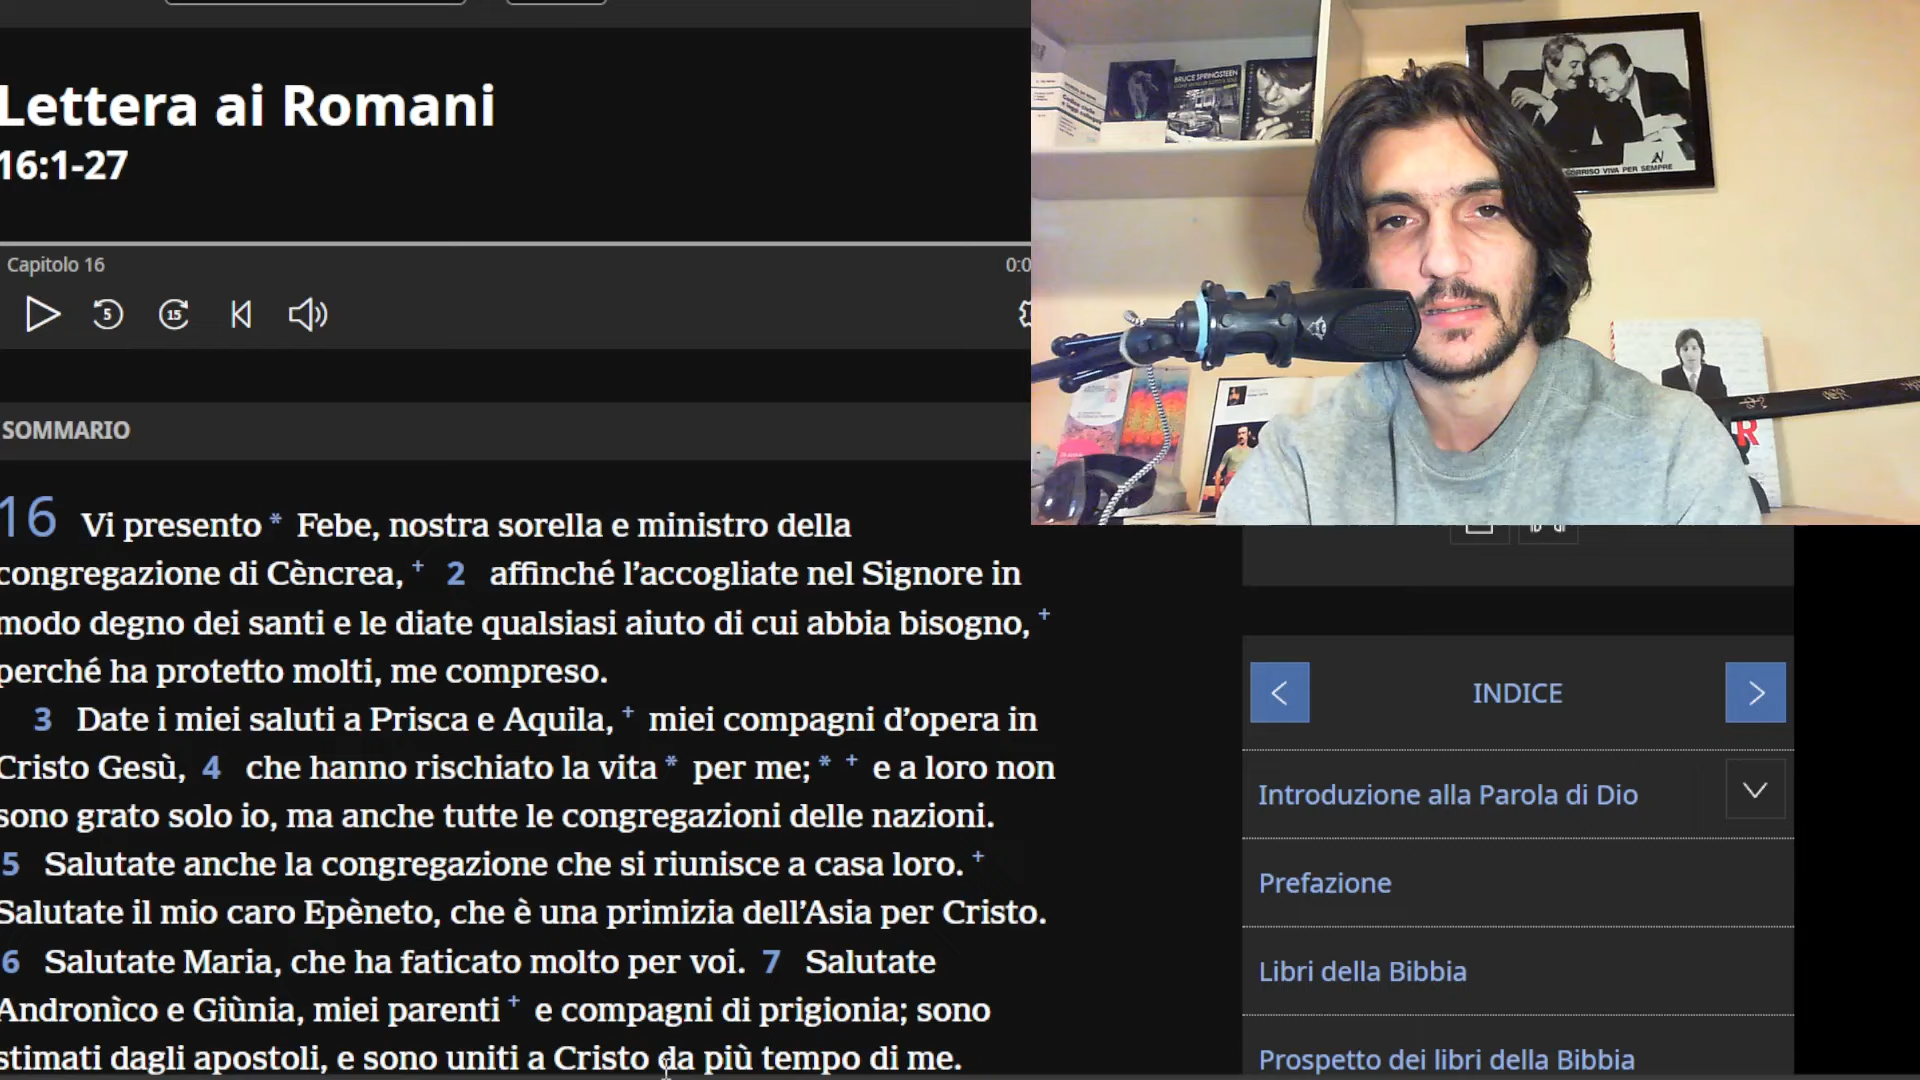 Lettera ai Romani
16:1-27
Capitolo 16
0:0
5
15
SOMMARIO
16 Vi presento * Febe, nostra sorella e ministro della
congregazione di Cèncrea, + 2 affinché l’accogliate nel Signore in
modo degno dei santi e le diate qualsiasi aiuto di cui abbia bisogno, +
perché ha protetto molti, me compreso.
3 Date i miei saluti a Prisca e Aquila, + miei compagni d’opera in
Cristo Gesù, 4 che hanno rischiato la vita * per me; * + e a loro non
sono grato solo io, ma anche tutte le congregazioni delle nazioni.
5 Salutate anche la congregazione che si riunisce a casa loro. +
Salutate il mio caro Epèneto, che è una primizia dell’Asia per Cristo.
6 Salutate Maria, che ha faticato molto per voi. 7 Salutate
Andronìco e Giùnia, miei parenti + e compagni di prigionia; sono
stimati dagli apostoli, e sono uniti a Cristo da più tempo di me.
BRUCE SPRINGSTEEN
SORRISO VIVA PER SEMPRE
R
INDICE
Introduzione alla Parola di Dio
Prefazione
Libri della Bibbia
Prospetto dei libri della Bibbia